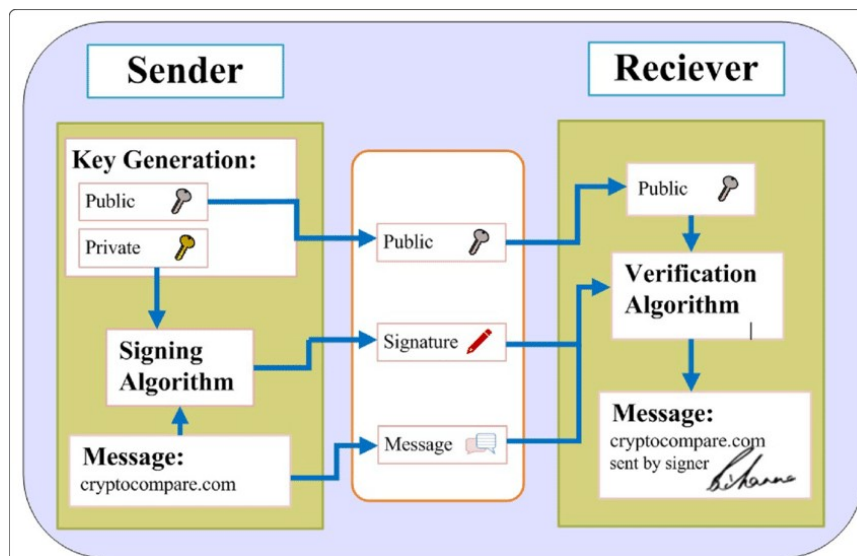 Sender
Reciever
Key Generation:
Public
Private
Signing
Algorithm
Message:
cryptocompare.com
Public
Signature
Message
Public
Verification
Algorithm
Message:
cryptocompare.com
sent by signer
Rihanna